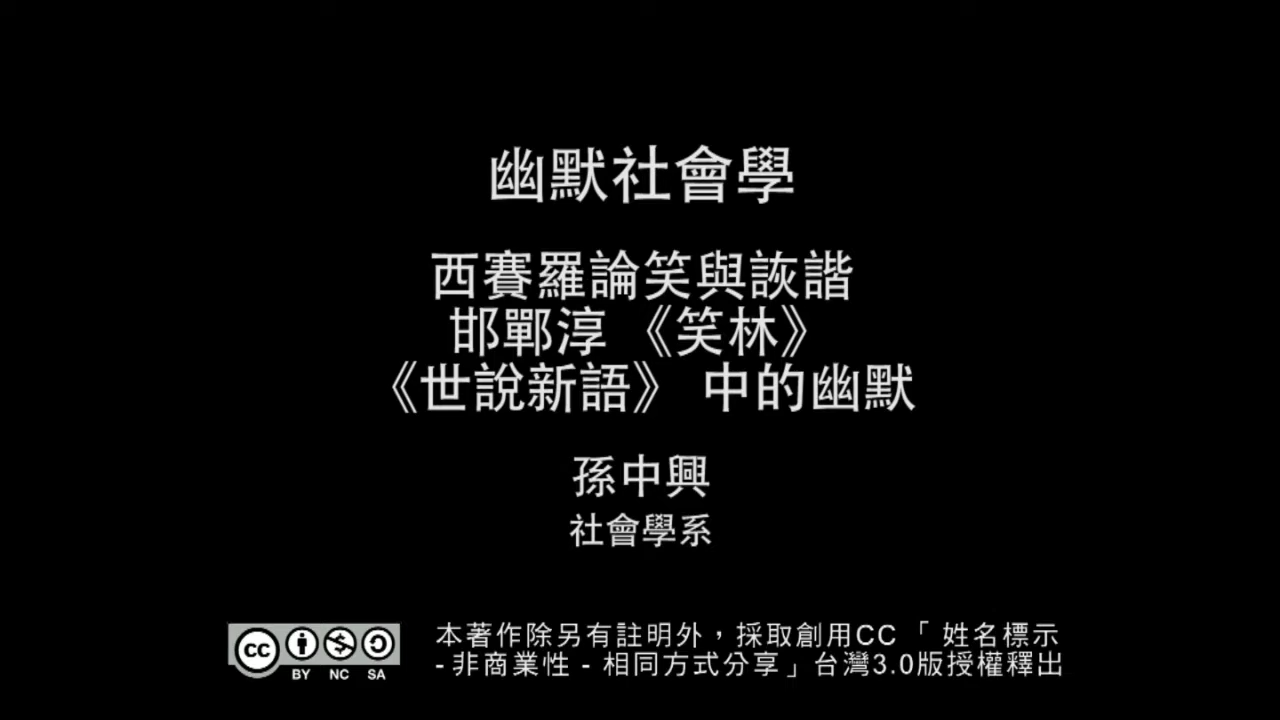 幽默社會學
西賽羅論笑與詼諧
邯鄲淳 《笑林》
《世說新語》 中的幽默
孫中興
社會學系
本著作除另有註明外，採取創用CC 「 姓名標示
- 非商業性 - 相同方式分享」台灣3.0版授權釋出
cc
BY NC SA